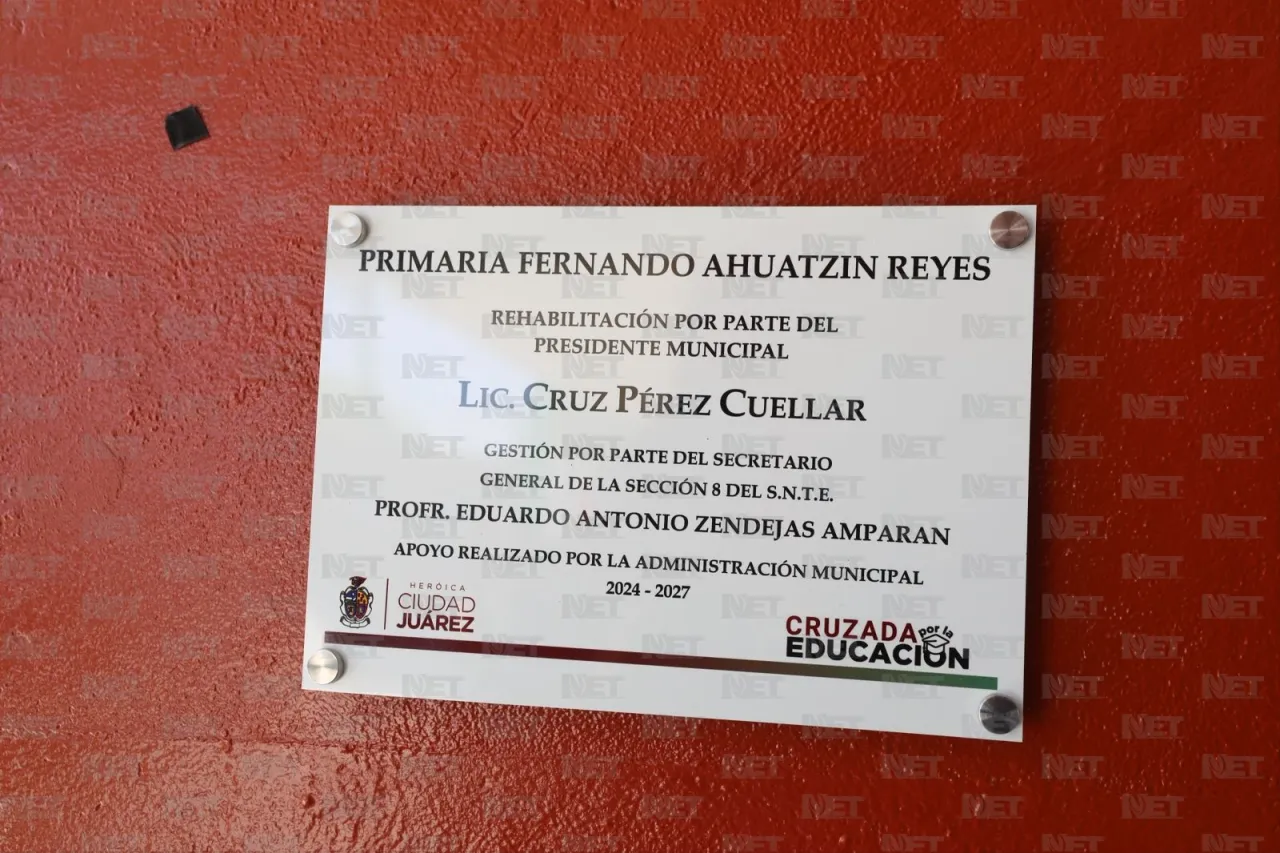 PRIMARIA FERNANDO AHUATZIN REYES
REHABILITACIÓN POR PARTE DEL
PRESIDENTE MUNICIPAL
LIC. CRUZ PÉREZ CUELLAR
GESTIÓN POR PARTE DEL SECRETARIO
GENERAL DE LA SECCIÓN 8 DEL S.N.T.E.
PROFR. EDUARDO ANTONIO ZENDEJAS AMPARAN
APOYO REALIZADO POR LA ADMINISTRACIÓN MUNICIPAL
2024 - 2027
HERÓICA
CIUDAD
JUÁREZ
CRUZADA por la
EDUCACIÓN
NET